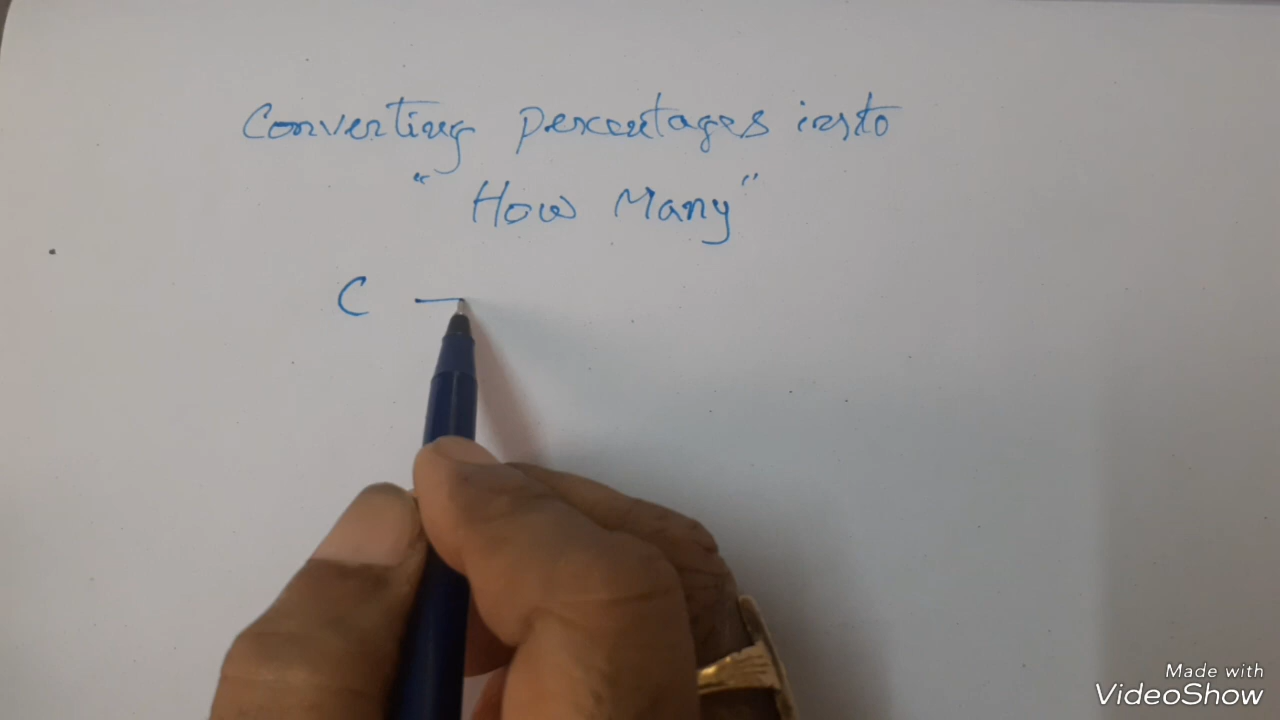 Converting percentages into
"How Many"
C —
Made with
VideoShow